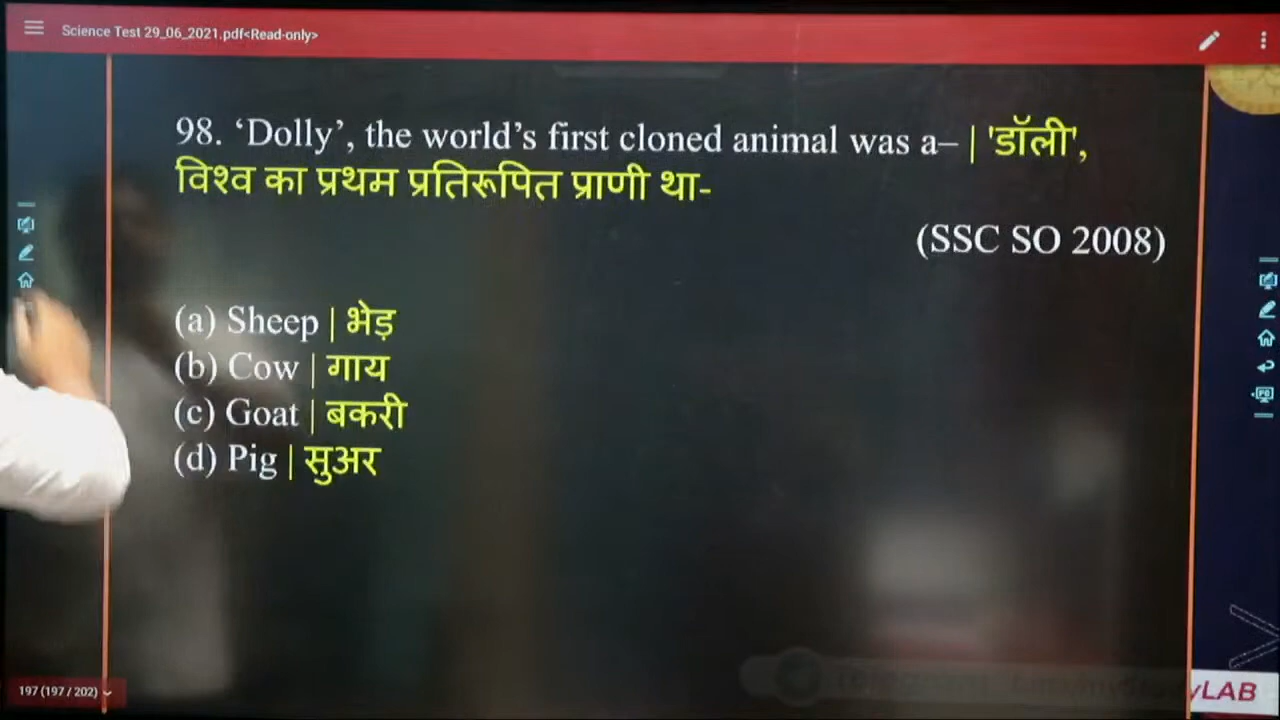 Science Test 29_06_2021.pdf<Read-only>
98. ‘Dolly’, the world’s first cloned animal was a– | 'डॉली',
विश्व का प्रथम प्रतिरूपित प्राणी था-
(SSC SO 2008)
(a) Sheep | भेड़
(b) Cow | गाय
(c) Goat | बकरी
(d) Pig | सुअर
197 (197 / 202)
yLAB